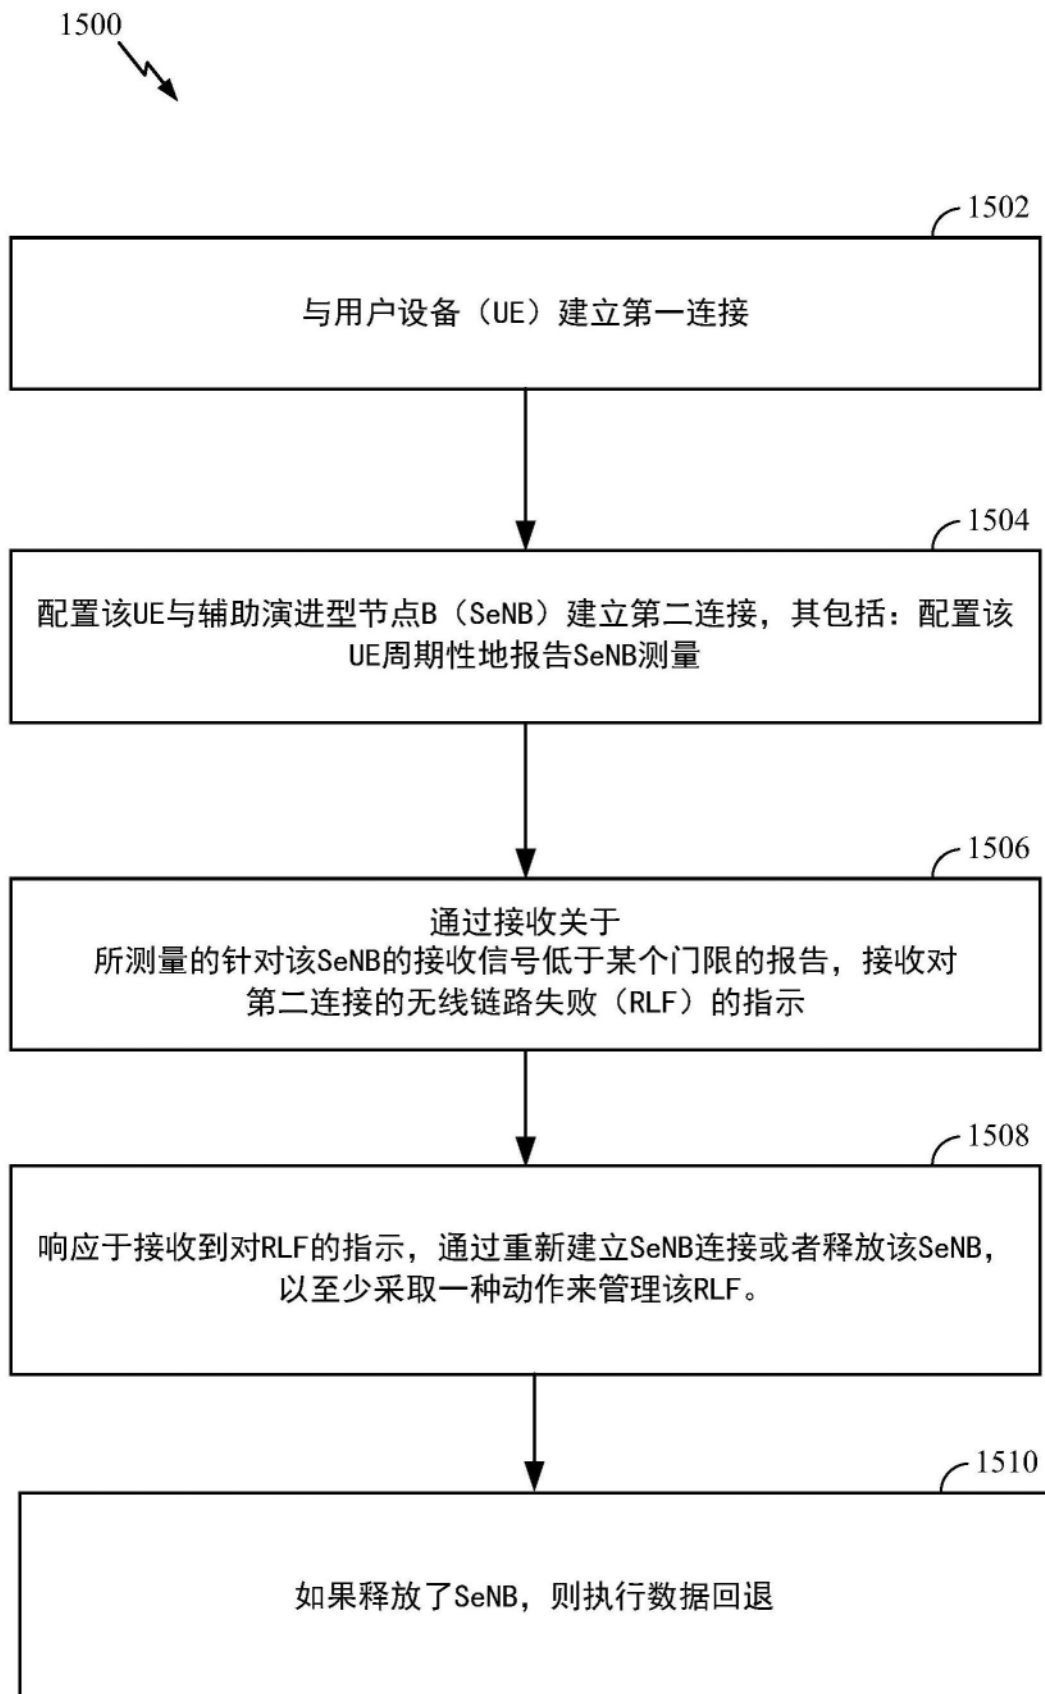 1500
1502
与用户设备（UE）建立第一连接
1504
配置该UE与辅助演进型节点B（SeNB）建立第二连接，其包括：配置该
UE周期性地报告SeNB测量
1506
通过接收关于
所测量的针对该SeNB的接收信号低于某个门限的报告，接收对
第二连接的无线链路失败（RLF）的指示
1508
响应于接收到对RLF的指示，通过重新建立SeNB连接或者释放该SeNB，
以至少采取一种动作来管理该RLF。
1510
如果释放了SeNB，则执行数据回退